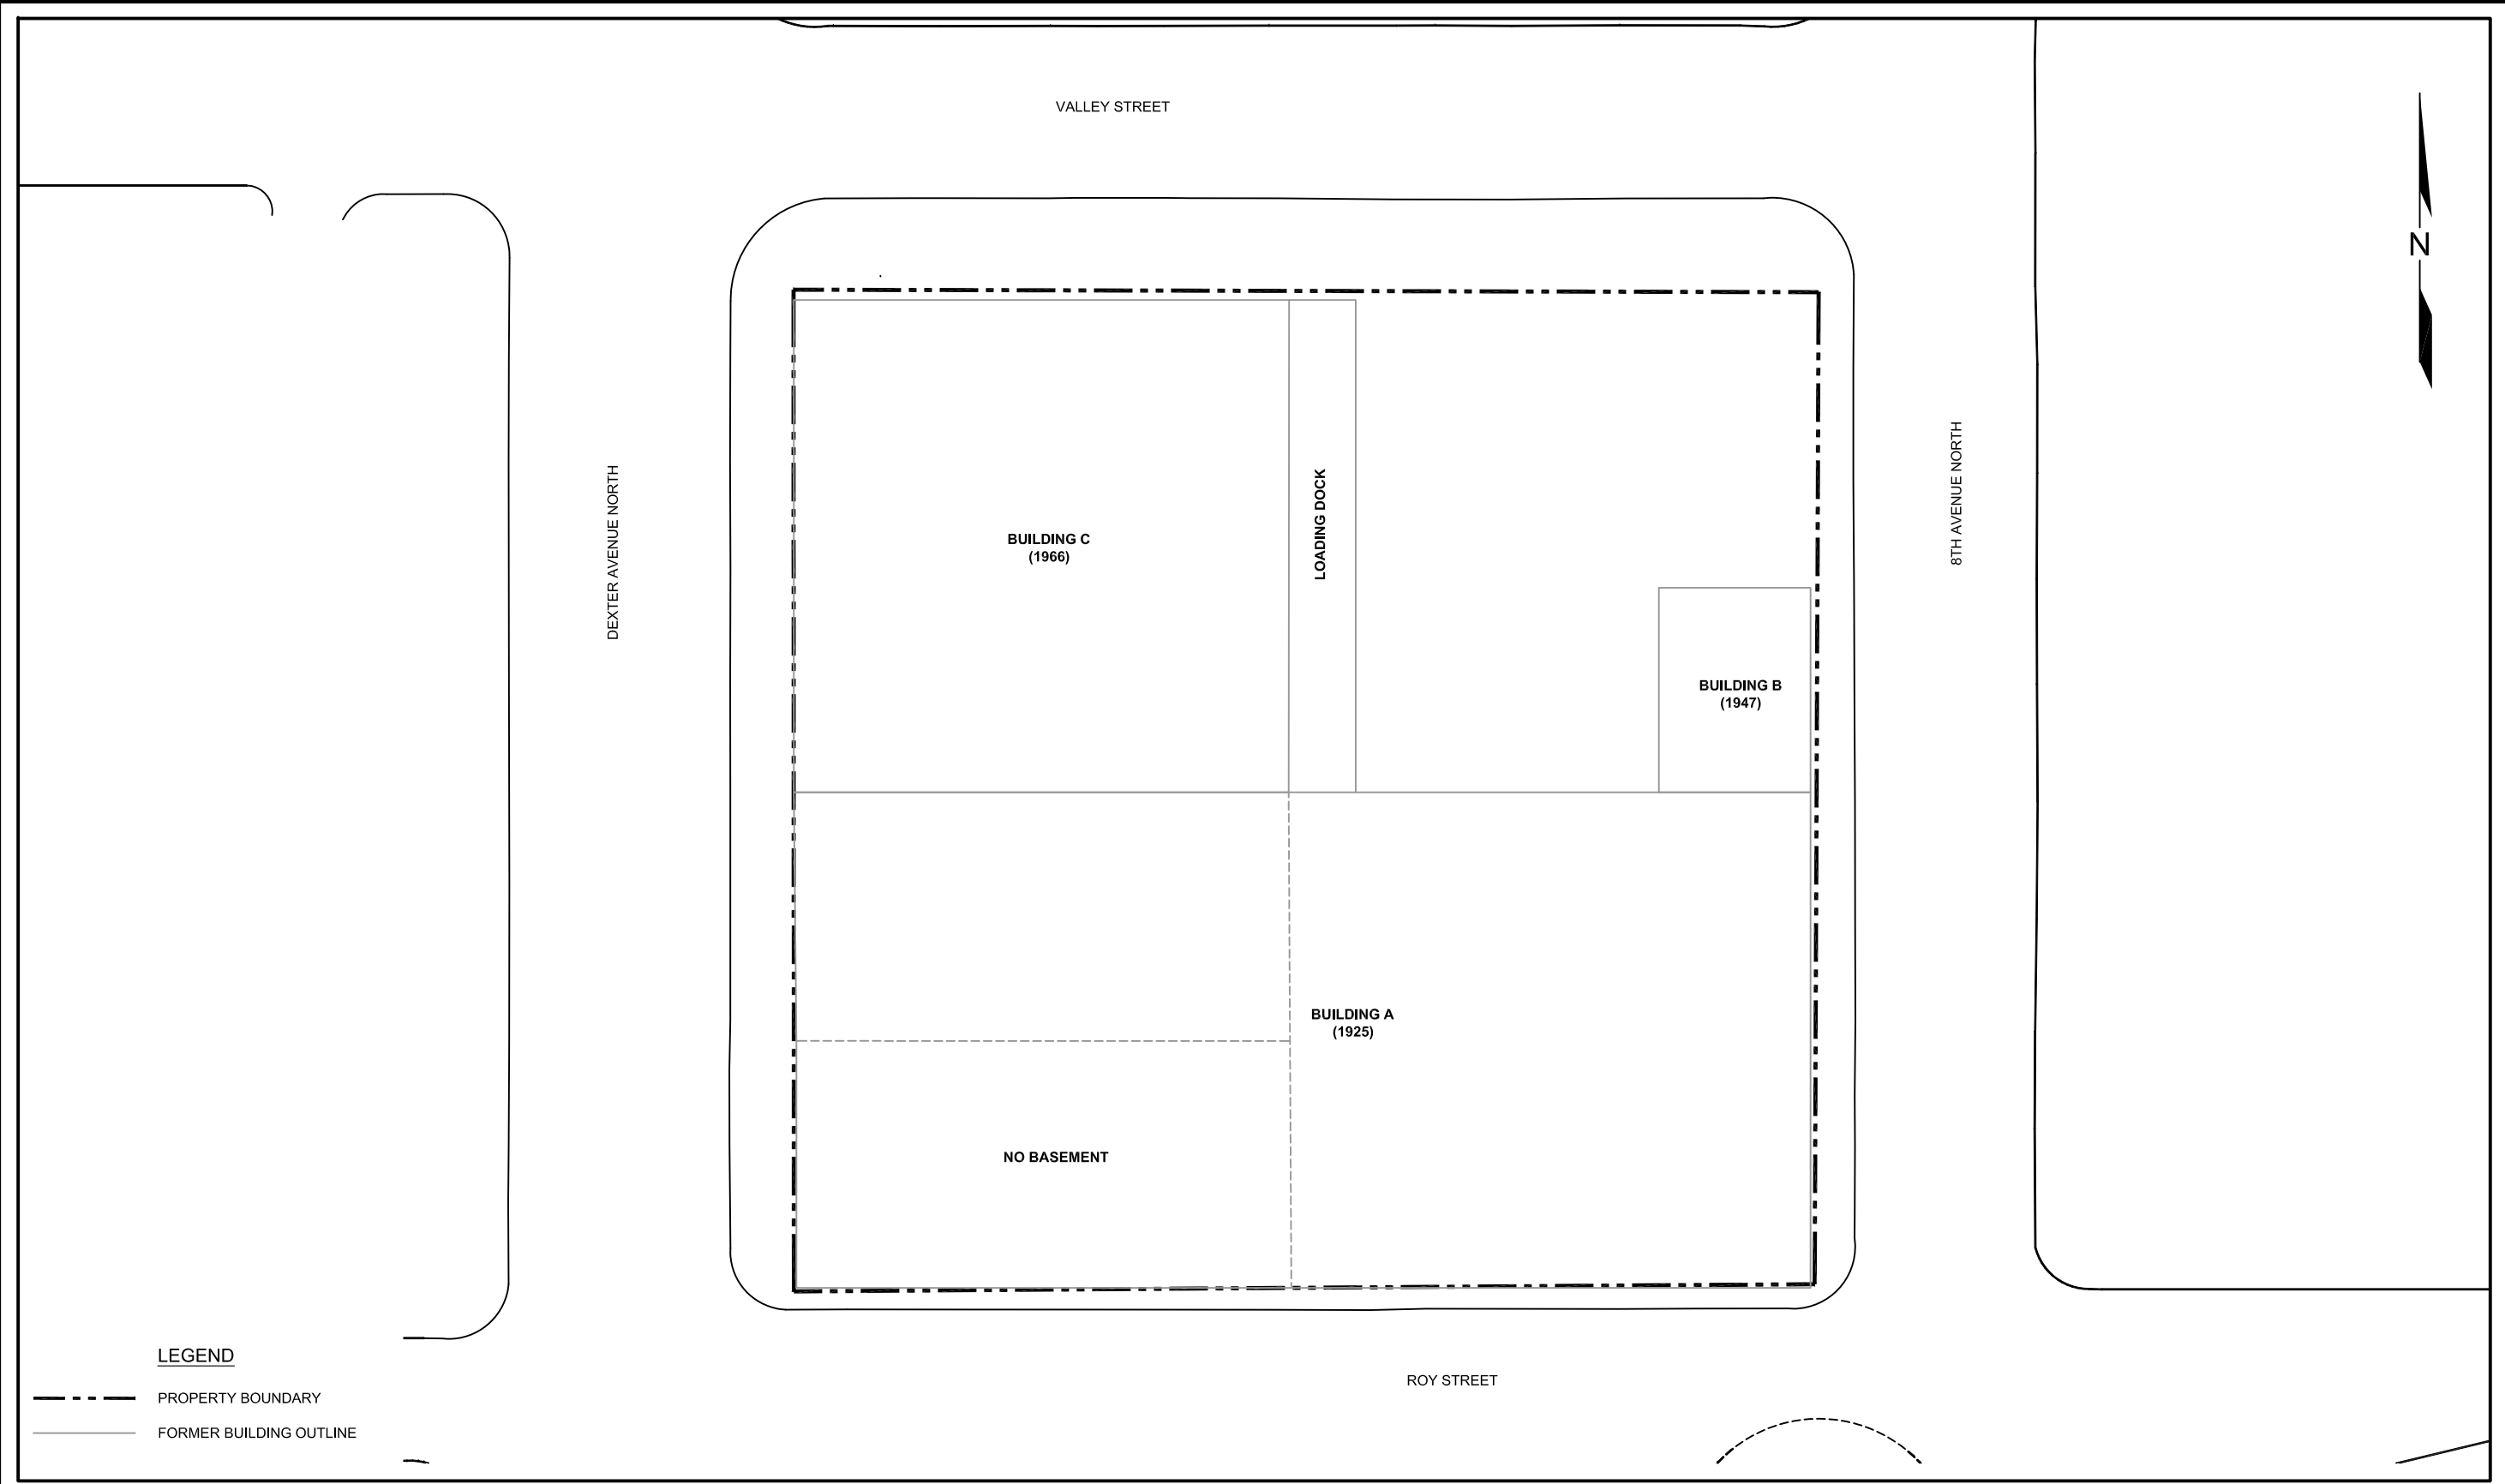 VALLEY STREET
N
DEXTER AVENUE NORTH
8TH AVENUE NORTH
LOADING DOCK
BUILDING C
(1966)
BUILDING B
(1947)
BUILDING A
(1925)
NO BASEMENT
ROY STREET
LEGEND
PROPERTY BOUNDARY
FORMER BUILDING OUTLINE